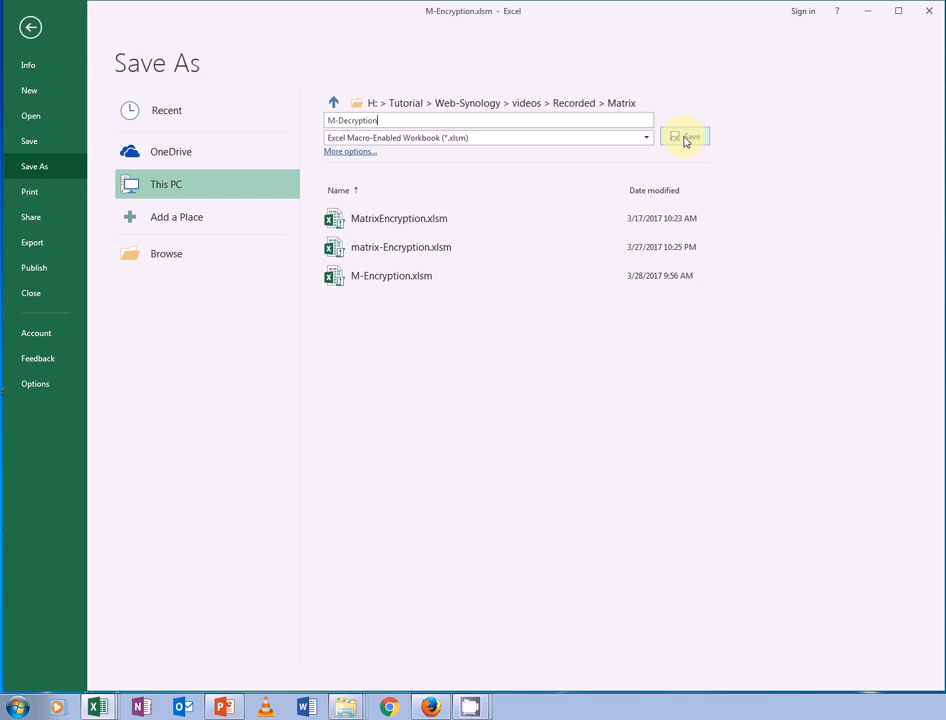 M-Encryption.xlsm - Excel
Sign in ?
Info
New
Open
Save
Save As
Print
Share
Export
Publish
Close
Account
Feedback
Options
Save As
Recent
OneDrive
This PC
Add a Place
Browse
H: > Tutorial > Web-Synology > videos > Recorded > Matrix
M-Decryption
Excel Macro-Enabled Workbook (*.xlsm)
Save
More options...
Name ↑ Date modified
MatrixEncryption.xlsm 3/17/2017 10:23 AM
matrix-Encryption.xlsm 3/27/2017 10:25 PM
M-Encryption.xlsm 3/28/2017 9:56 AM